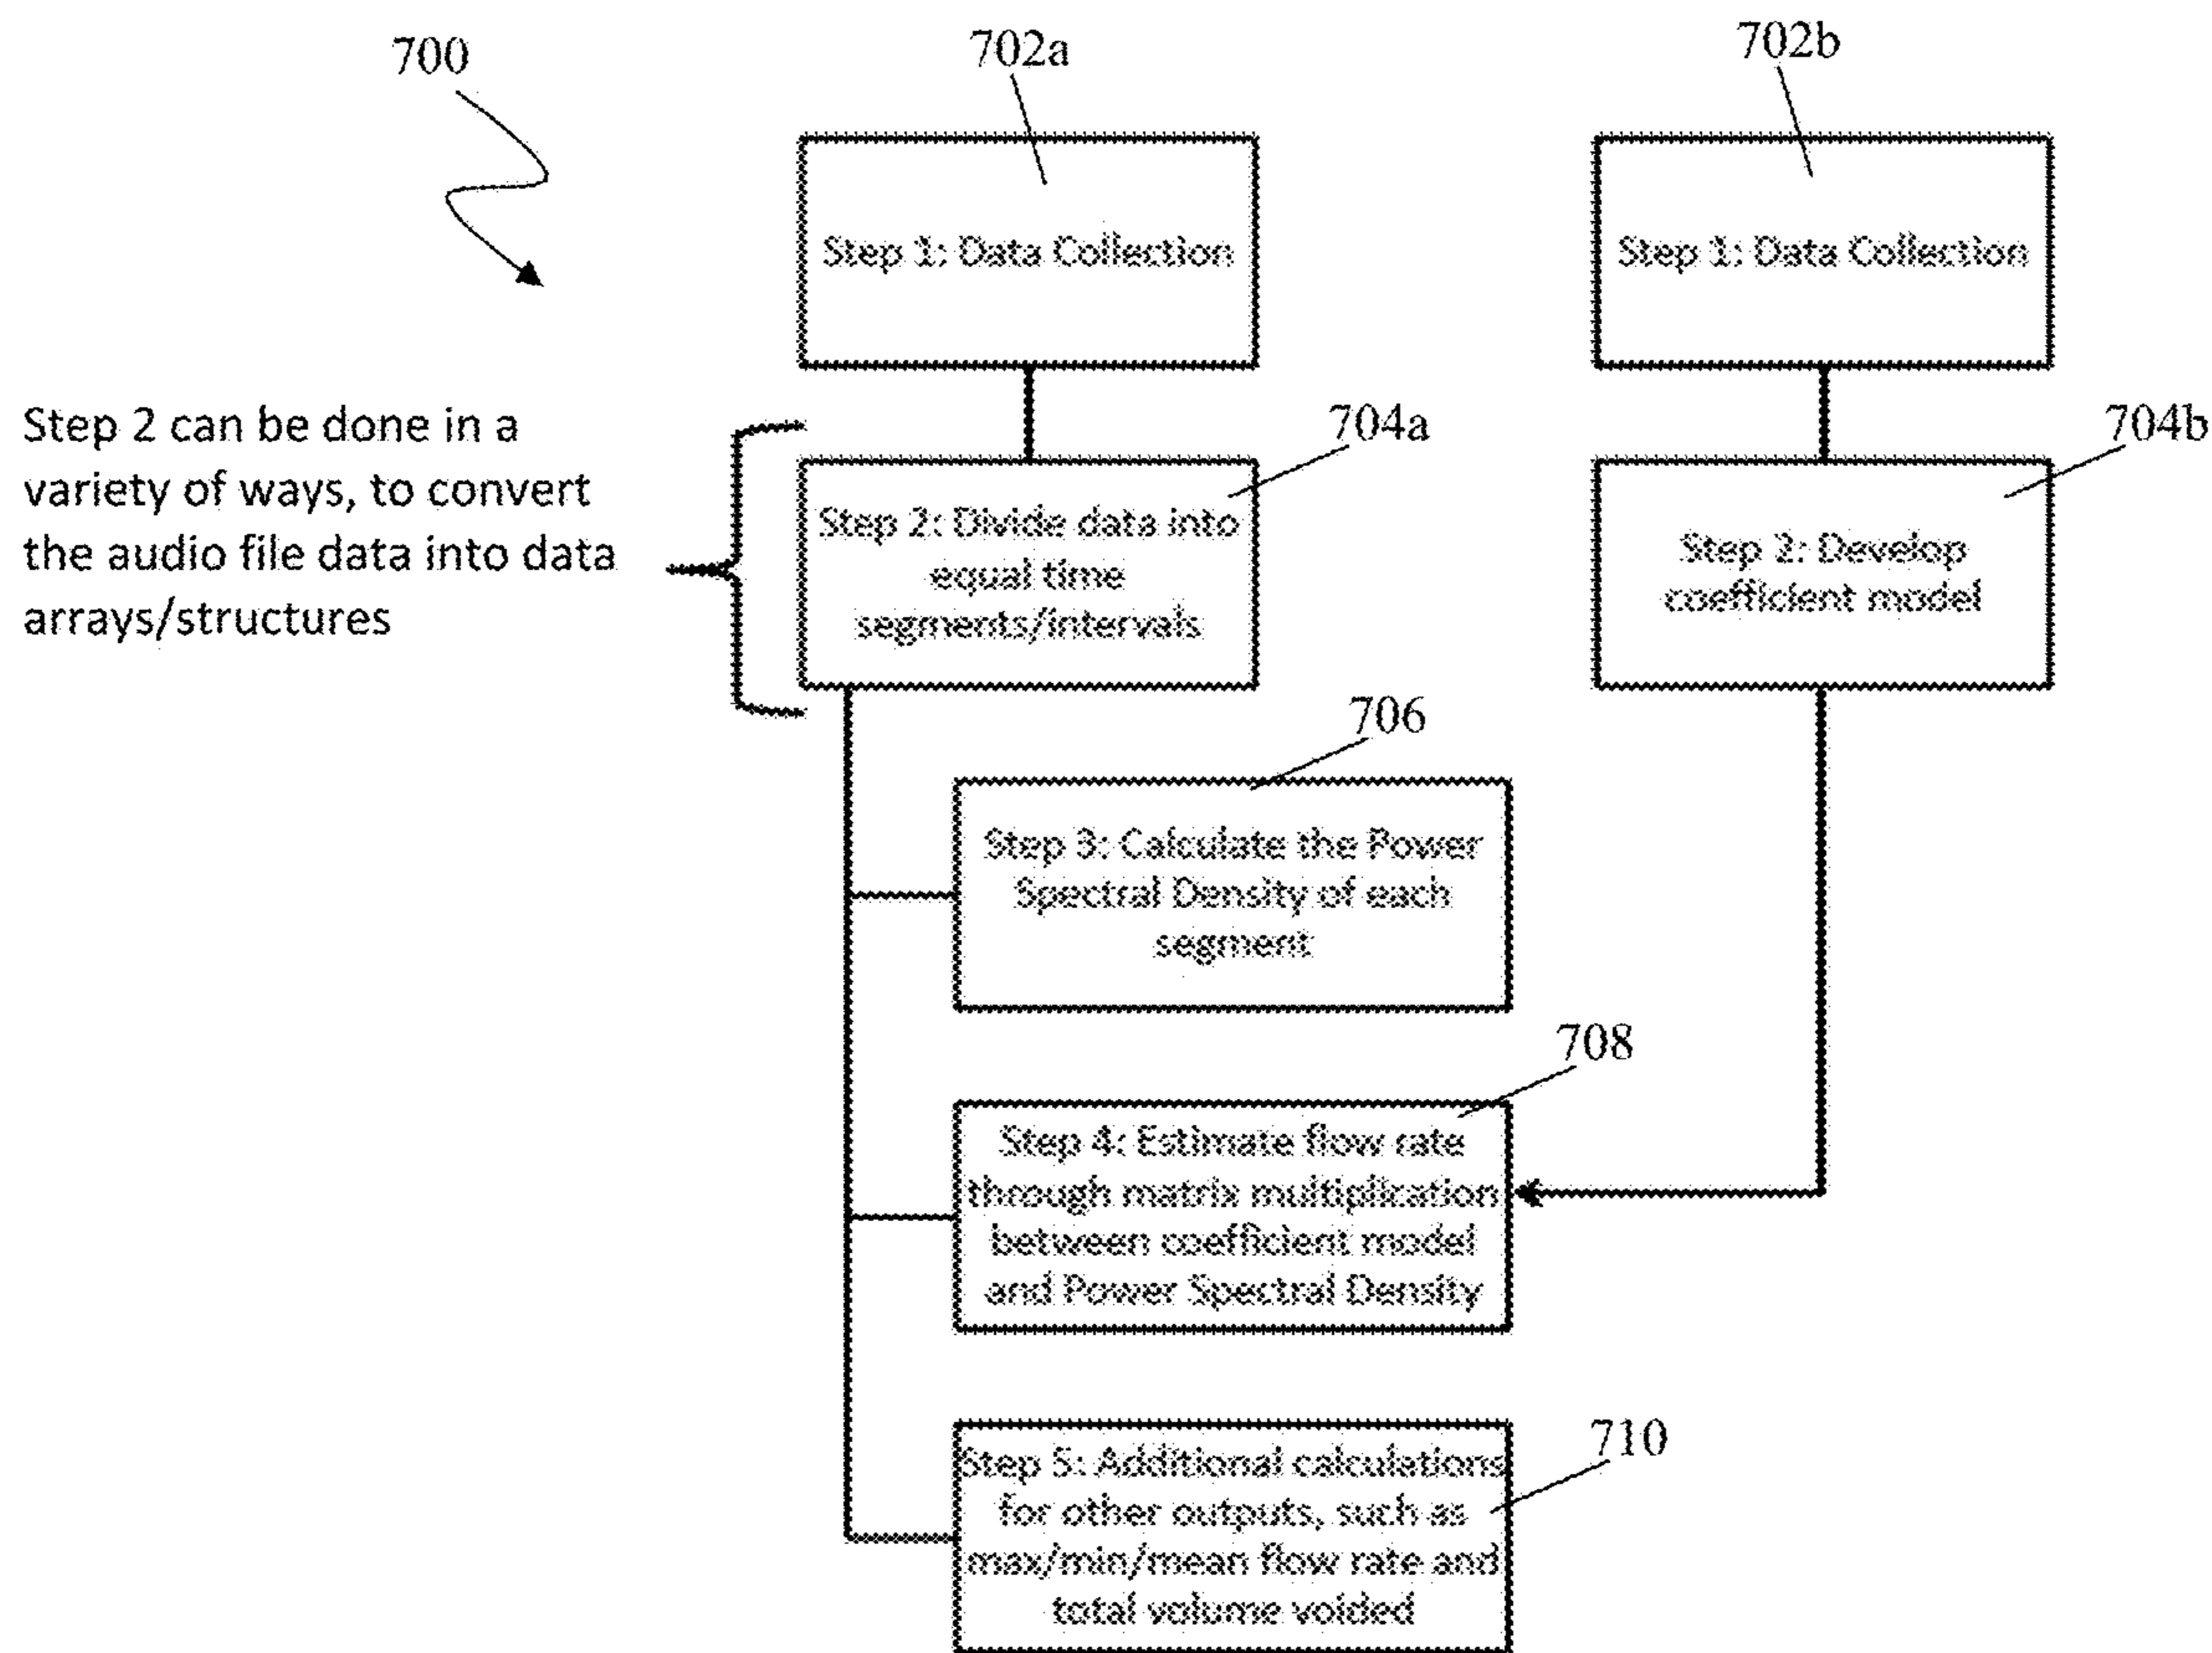 700
702a
702b
Step 1: Data Collection
Step 1: Data Collection
Step 2 can be done in a
variety of ways, to convert
the audio file data into data
arrays/structures
704a
704b
Step 2: Divide data into
equal time
segments/intervals
Step 2: Develop
coefficient model
706
Step 3: Calculate the Power
Spectral Density of each
segment
708
Step 4: Estimate flow rate
through matrix multiplication
between coefficient model
and Power Spectral Density
710
Step 5: Additional calculations
for other outputs, such as
max/min/mean flow rate and
total volume voided